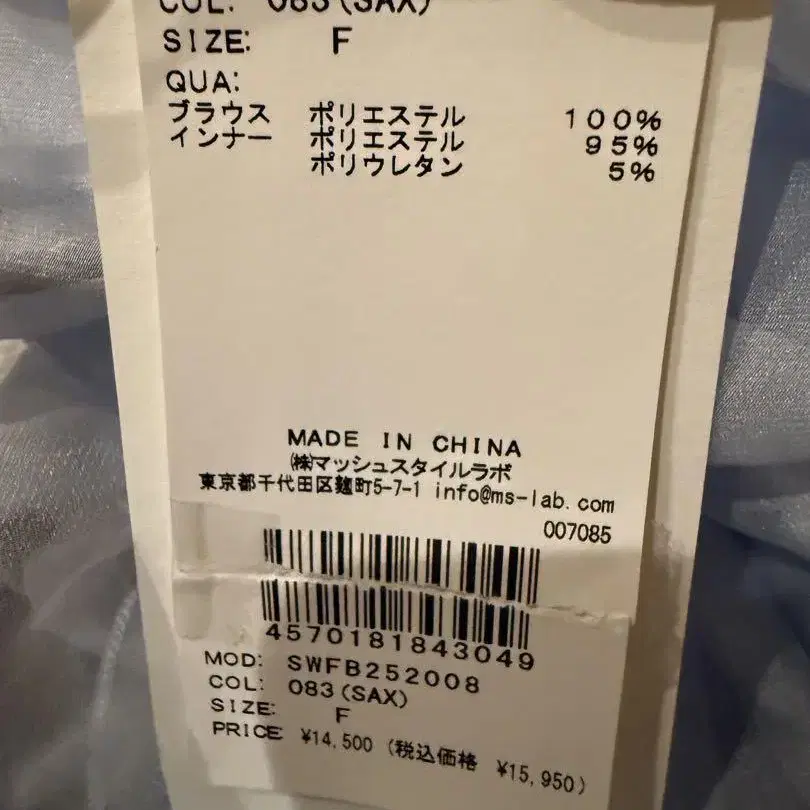 COL: 083(SAX)
SIZE: F
QUA:
ブラウス ポリエステル 100%
インナー ポリエステル 95%
ポリウレタン 5%
MADE IN CHINA
㈱マッシュスタイルラボ
東京都千代田区麹町5-7-1 info@ms-lab.com
007085
4570181843049
MOD: SWFB252008
COL: 083(SAX)
SIZE: F
PRICE ¥14,500 (税込価格 ¥15,950)